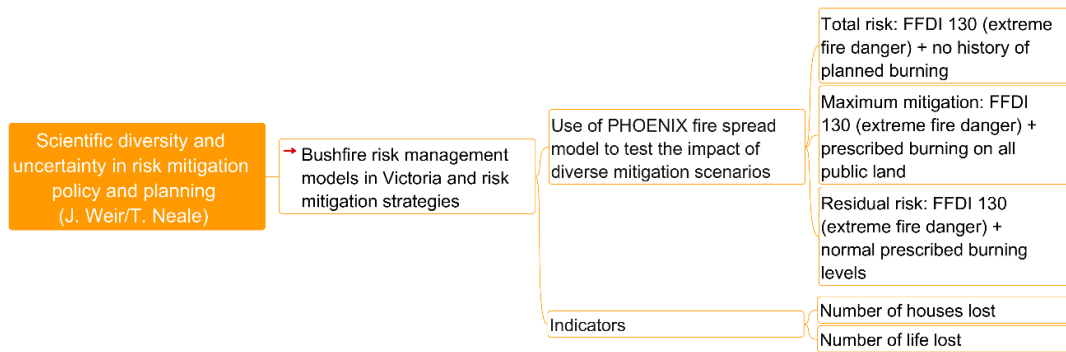 Scientific diversity and
uncertainty in risk mitigation
policy and planning
(J. Weir/T. Neale)
Bushfire risk management
models in Victoria and risk
mitigation strategies
Use of PHOENIX fire spread
model to test the impact of
diverse mitigation scenarios
Total risk: FFDI 130 (extreme
fire danger) + no history of
planned burning
Maximum mitigation: FFDI
130 (extreme fire danger) +
prescribed burning on all
public land
Residual risk: FFDI 130
(extreme fire danger) +
normal prescribed burning
levels
Indicators
Number of houses lost
Number of life lost